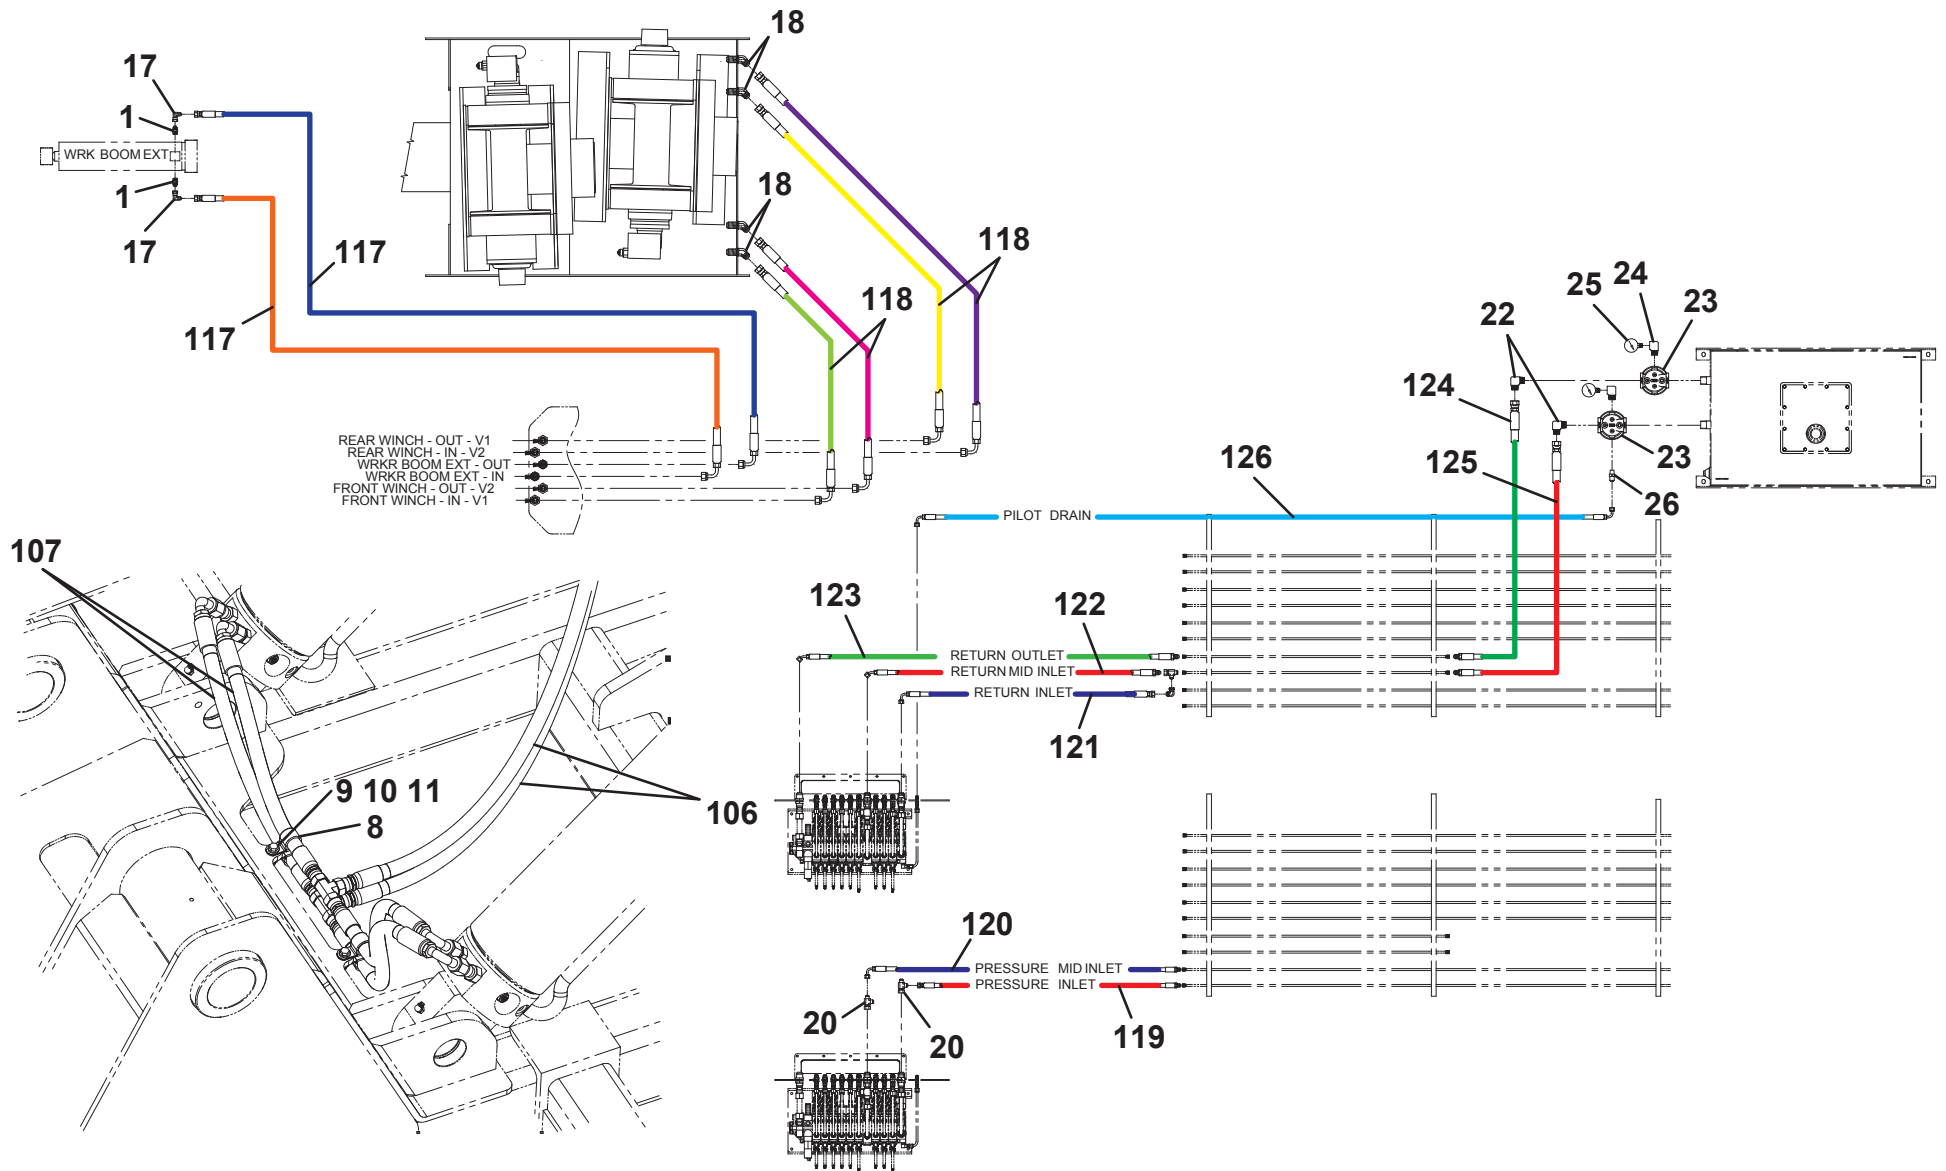 18
17
1
WRK BOOM EXT
1
17
18
117
117
118
118
24
25
23
22
124
REAR WINCH - OUT - V1
REAR WINCH - IN - V2
WRKR BOOM EXT - OUT
WRKR BOOM EXT - IN
FRONT WINCH - OUT - V2
FRONT WINCH - IN - V1
126
125
23
26
PILOT DRAIN
107
123
122
RETURN OUTLET
RETURN MID INLET
RETURN INLET
121
9 10 11
8
106
120
PRESSURE MID INLET
PRESSURE INLET
20
20
119